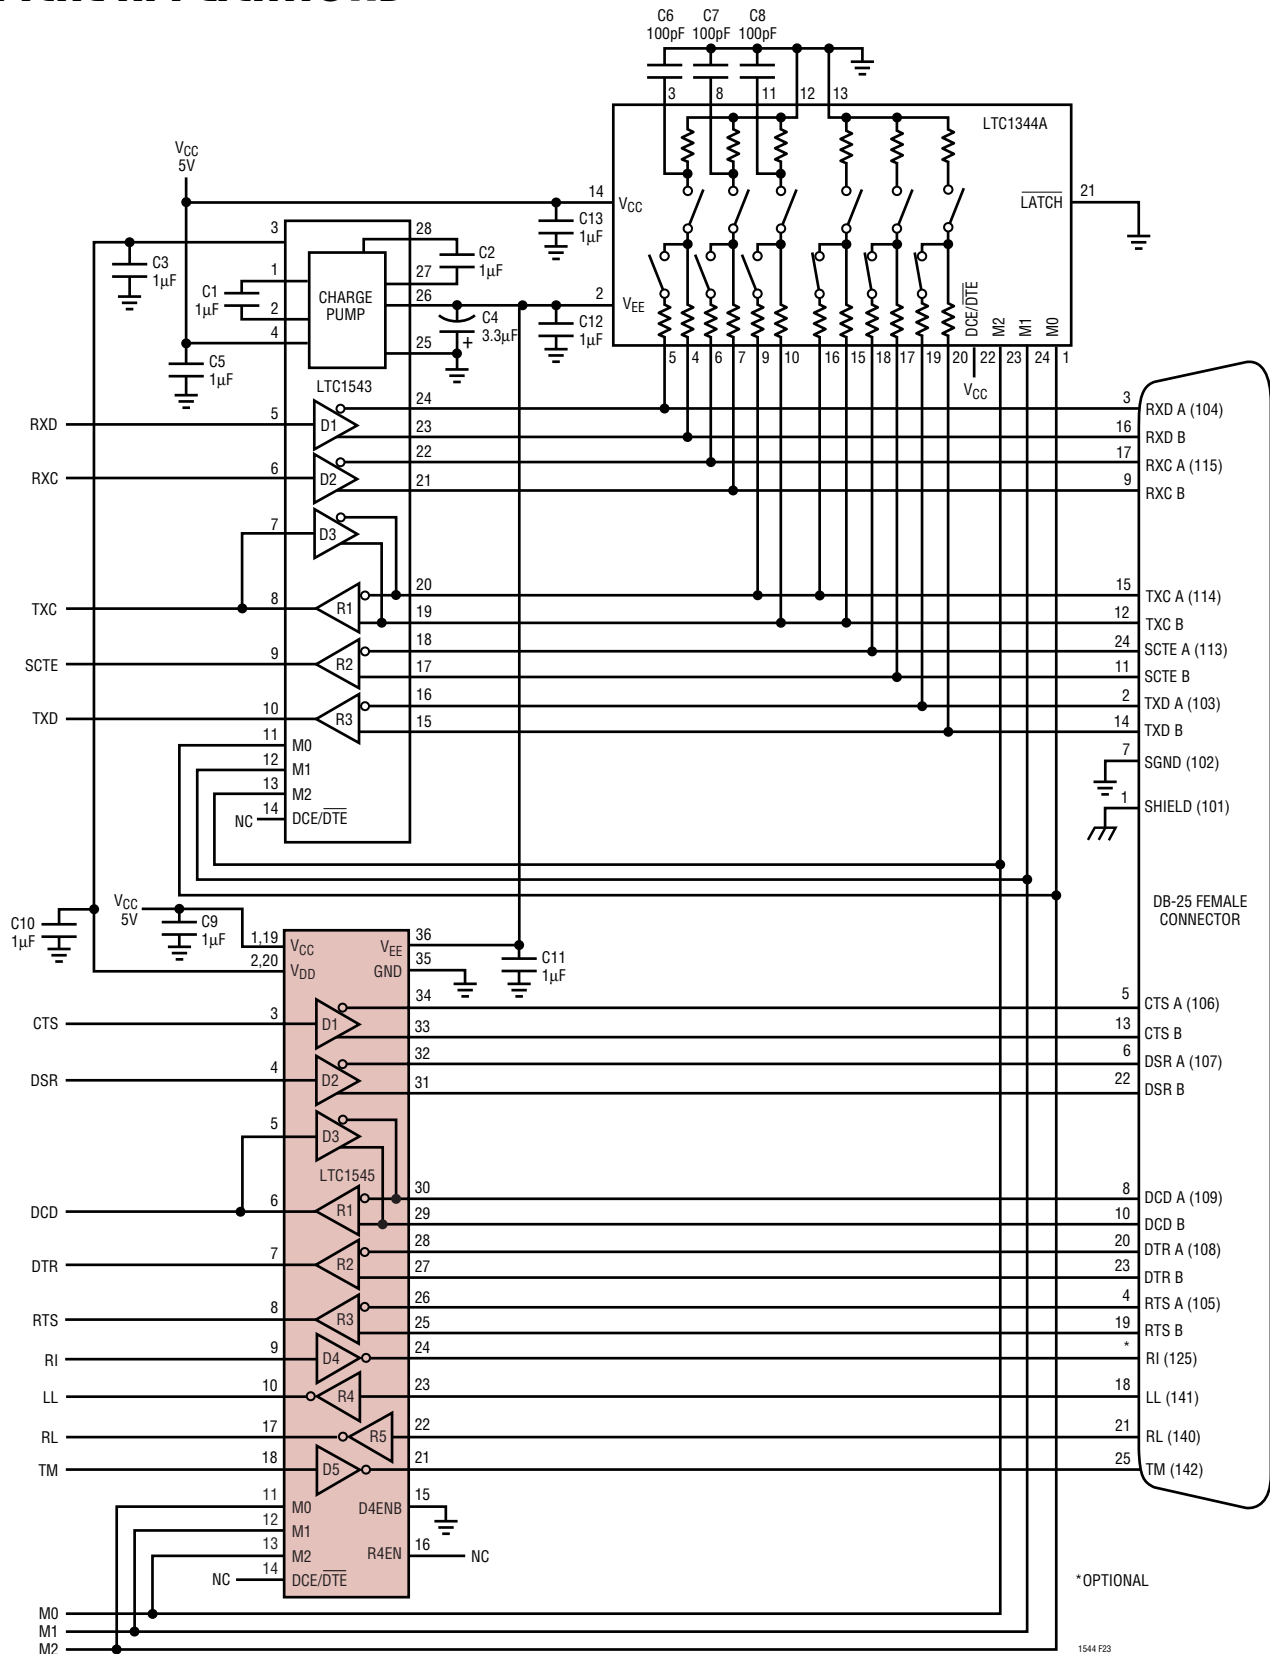 C6 C7 C8
100pF 100pF 100pF
3 8 11 12 13
LTC1344A
VCC
5V
14
VCC
C13
1µF
LATCH
21
3
28
C3
1µF
C2
1µF
1
27
C1
1µF
CHARGE
PUMP
26
2
VEE
2
C4
3.3µF
+
C12
1µF
4
25
C5
1µF
DCE/DTE
M2
M1
M0
5 4 6 7 9 10 16 15 18 17 19 20 22 23 24 1
VCC
LTC1543
RXD 5 D1 24 3 RXD A (104)
23 16 RXD B
RXC 6 D2 22 17 RXC A (115)
21 9 RXC B
7 D3
TXC 8 R1 20 15 TXC A (114)
19 12 TXC B
SCTE 9 R2 18 24 SCTE A (113)
17 11 SCTE B
TXD 10 R3 16 2 TXD A (103)
15 14 TXD B
11 M0
12 M1
13 M2
NC 14 DCE/DTE
7 SGND (102)
1 SHIELD (101)
DB-25 FEMALE
CONNECTOR
C10
1µF
VCC
5V
C9
1µF
1,19 VCC
2,20 VDD
VEE 36
GND 35
C11
1µF
CTS 3 D1 34 5 CTS A (106)
33 13 CTS B
DSR 4 D2 32 6 DSR A (107)
31 22 DSR B
5 D3
LTC1545
DCD 6 R1 30 8 DCD A (109)
29 10 DCD B
DTR 7 R2 28 20 DTR A (108)
27 23 DTR B
RTS 8 R3 26 4 RTS A (105)
25 19 RTS B
RI 9 D4 24 * RI (125)
LL 10 R4 23 18 LL (141)
RL 17 R5 22 21 RL (140)
TM 18 D5 21 25 TM (142)
11 M0 D4ENB 15
12 M1
13 M2 R4EN 16 NC
NC 14 DCE/DTE
*OPTIONAL
M0
M1
M2
1544 F23